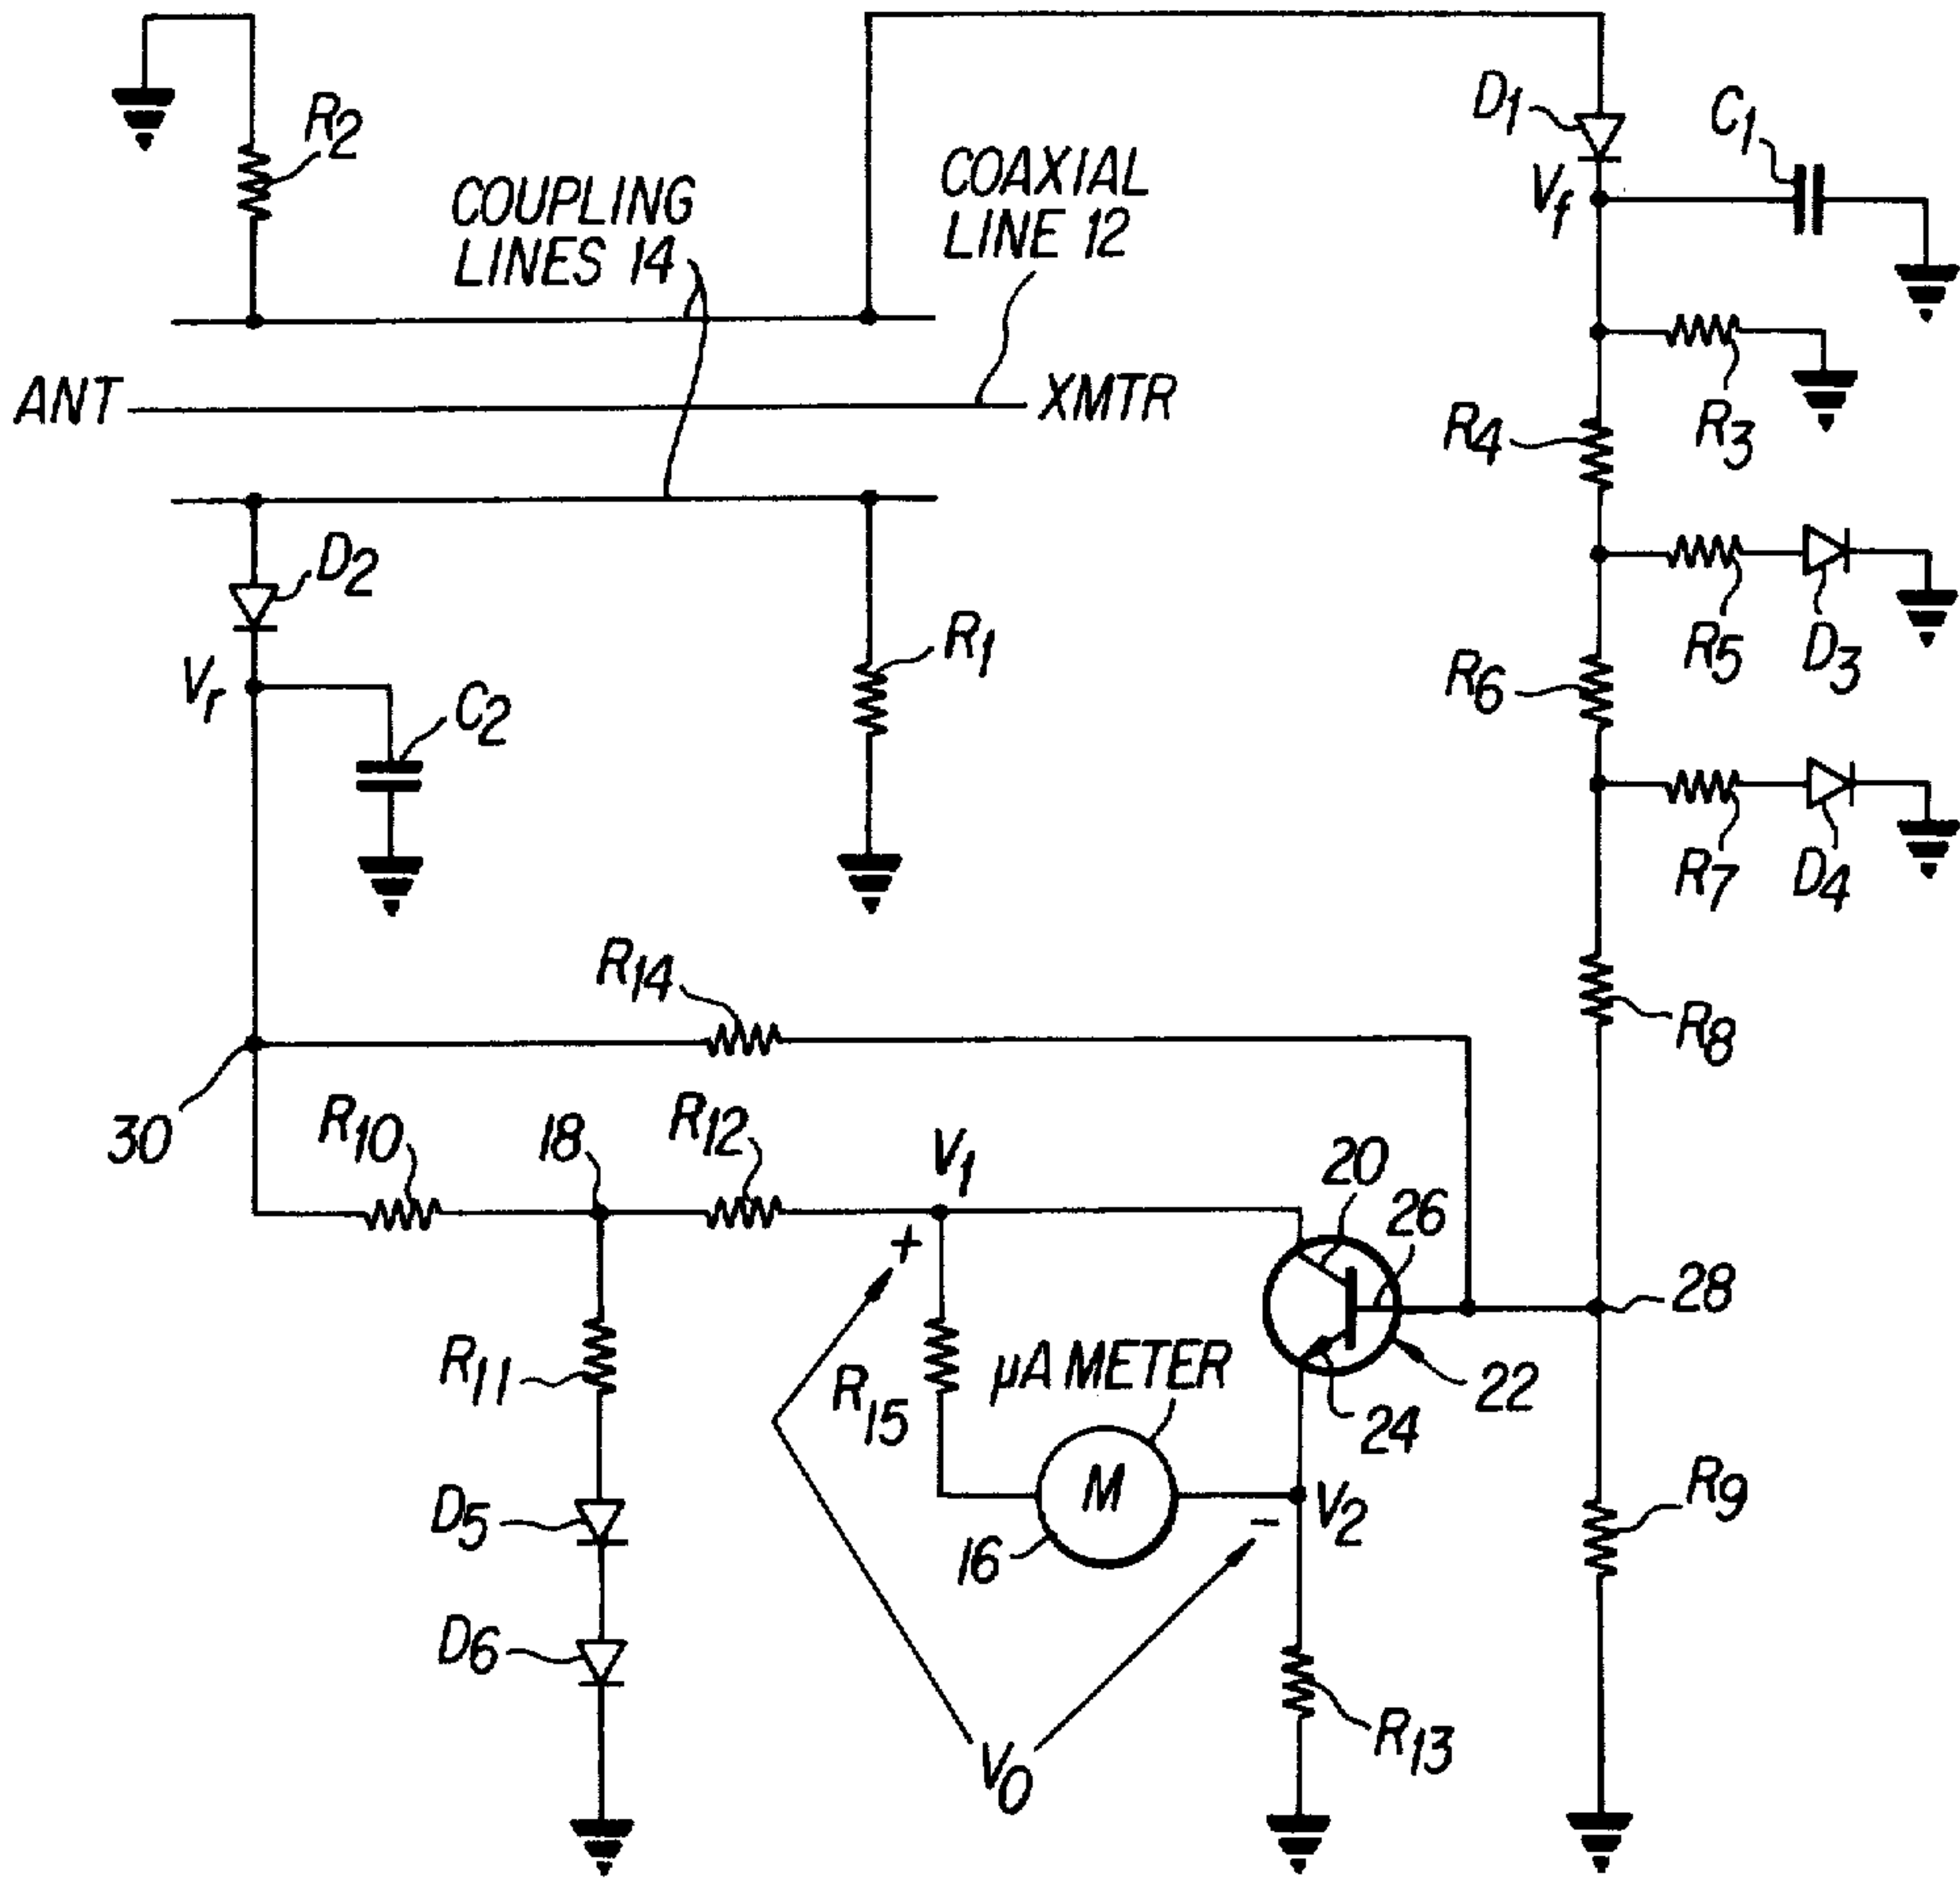 R2
COUPLING
LINES 14
COAXIAL
LINE 12
D1
C1
Vf
ANT
XMTR
R4
R3
D2
R1
R5
D3
R6
Vr
C2
R7
D4
R14
R8
30
R10
18
R12
V1
20
26
+
28
R11
R15
μA METER
22
24
D5
M
16
-
V2
R9
D6
R13
V0